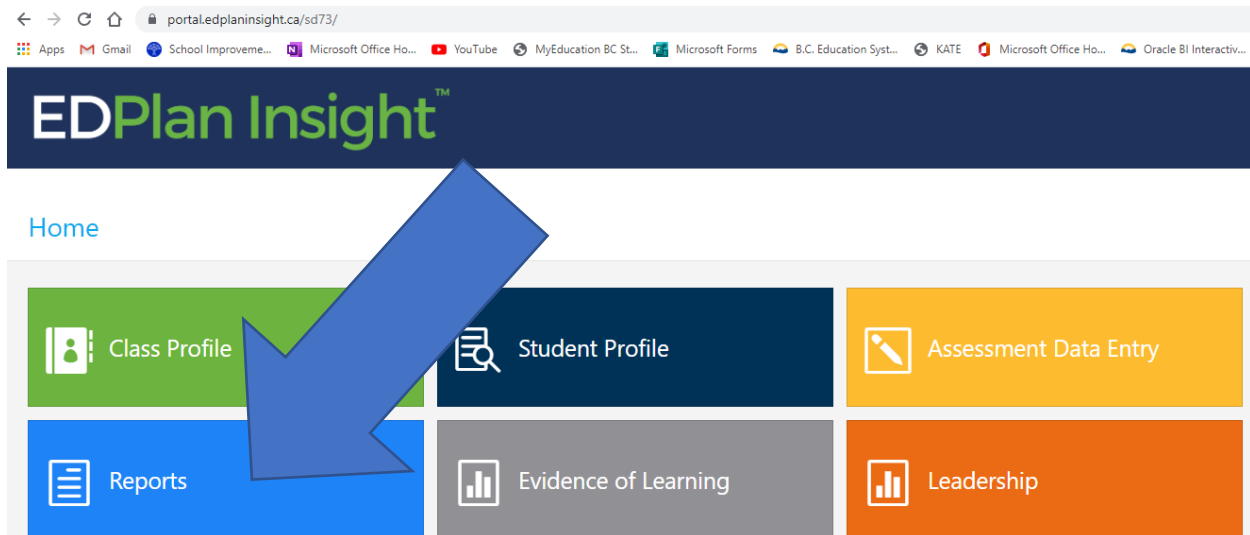 portal.edplaninsight.ca/sd73/
Apps Gmail School Improveme... Microsoft Office Ho... YouTube MyEducation BC St... Microsoft Forms B.C. Education Syst... KATE Microsoft Office Ho... Oracle BI Interactiv...
EDPlan Insight™
Home
Class Profile Student Profile Assessment Data Entry
Reports Evidence of Learning Leadership